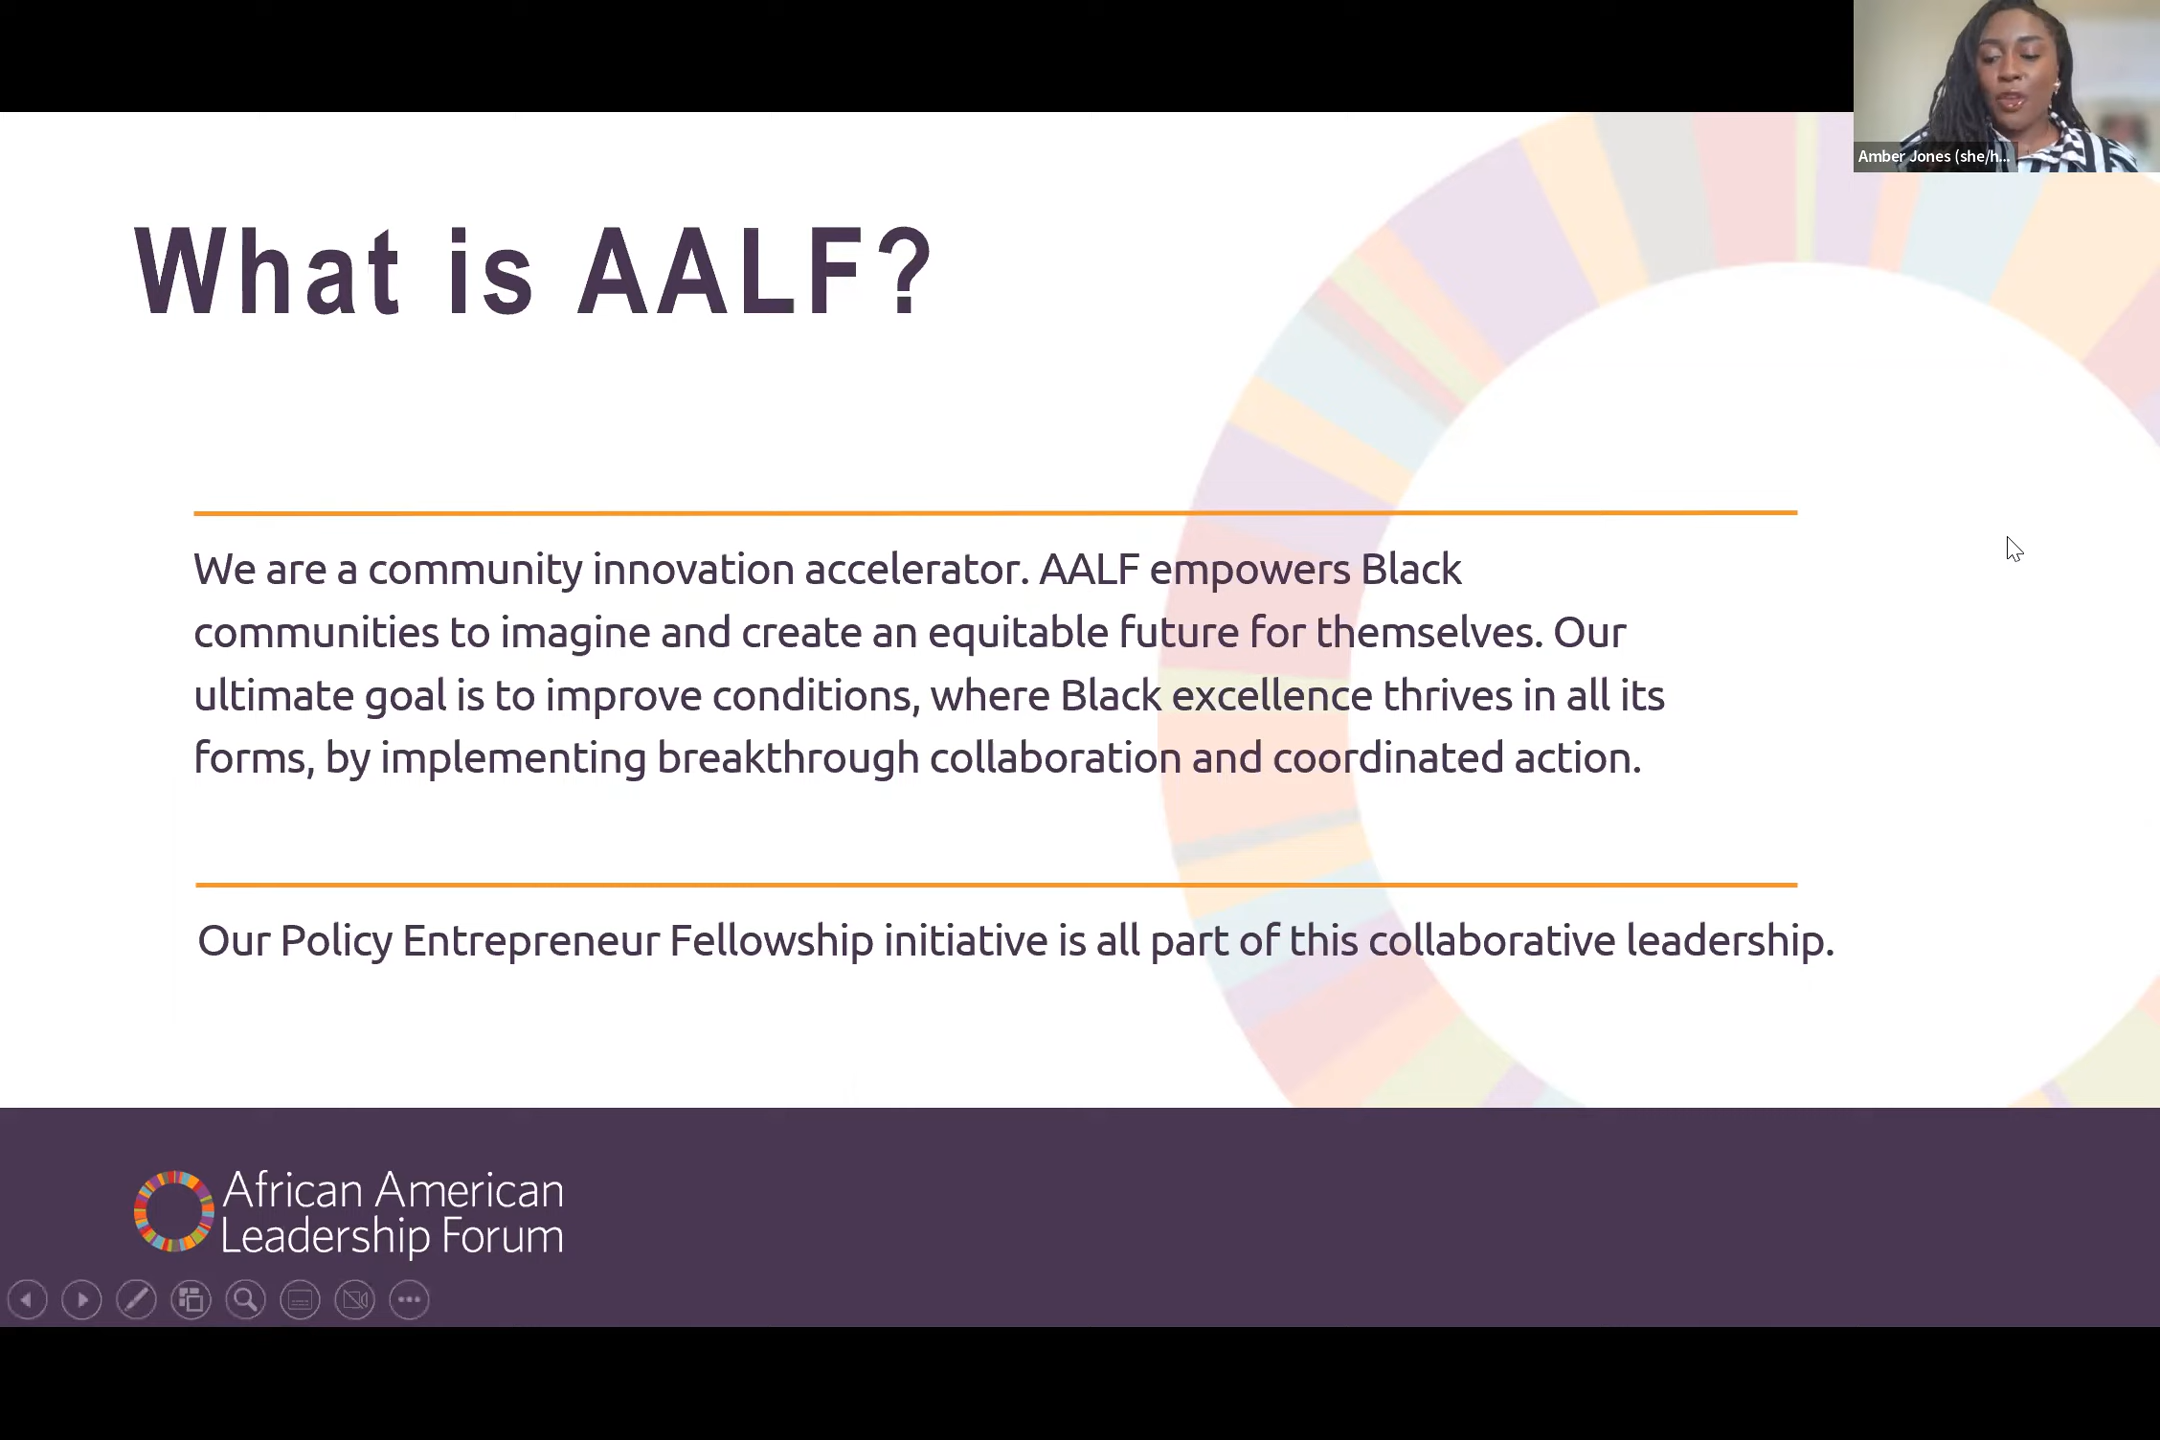 Amber Jones (she/h...
What is AALF?
We are a community innovation accelerator. AALF empowers Black
communities to imagine and create an equitable future for themselves. Our
ultimate goal is to improve conditions, where Black excellence thrives in all its
forms, by implementing breakthrough collaboration and coordinated action.
Our Policy Entrepreneur Fellowship initiative is all part of this collaborative leadership.
African American
Leadership Forum